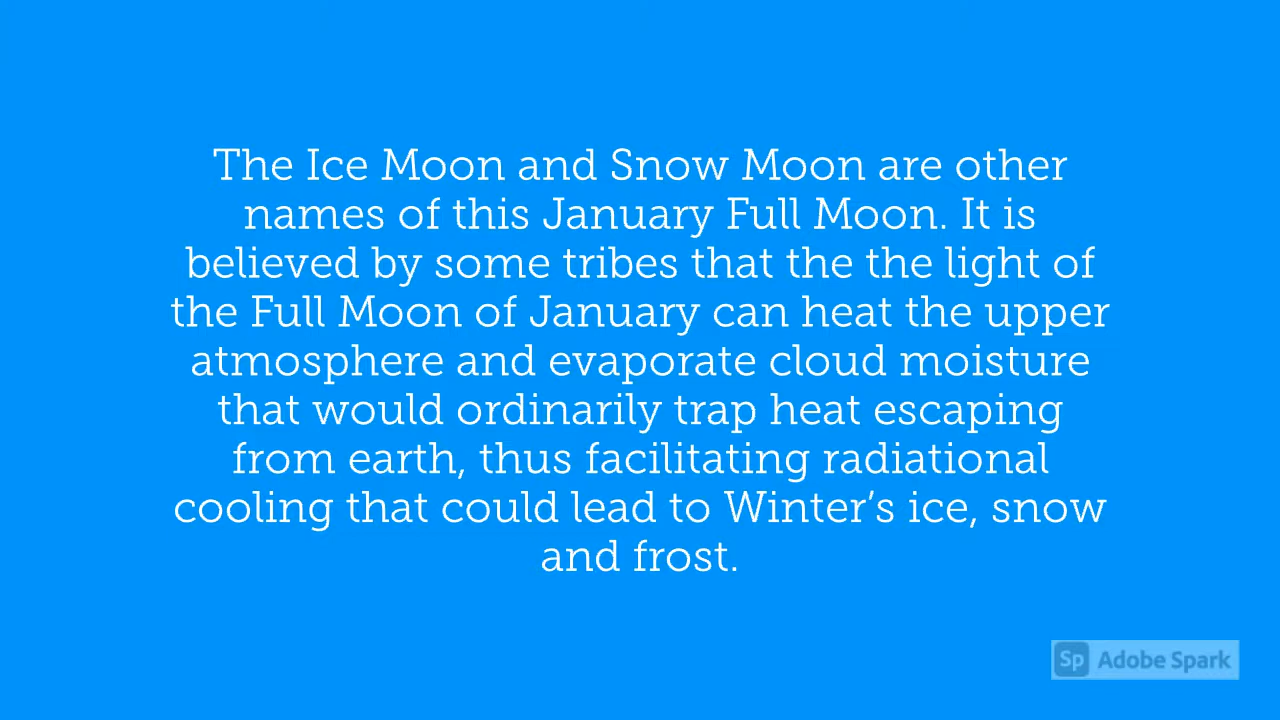 The Ice Moon and Snow Moon are other
names of this January Full Moon. It is
believed by some tribes that the the light of
the Full Moon of January can heat the upper
atmosphere and evaporate cloud moisture
that would ordinarily trap heat escaping
from earth, thus facilitating radiational
cooling that could lead to Winter’s ice, snow
and frost.
Sp Adobe Spark